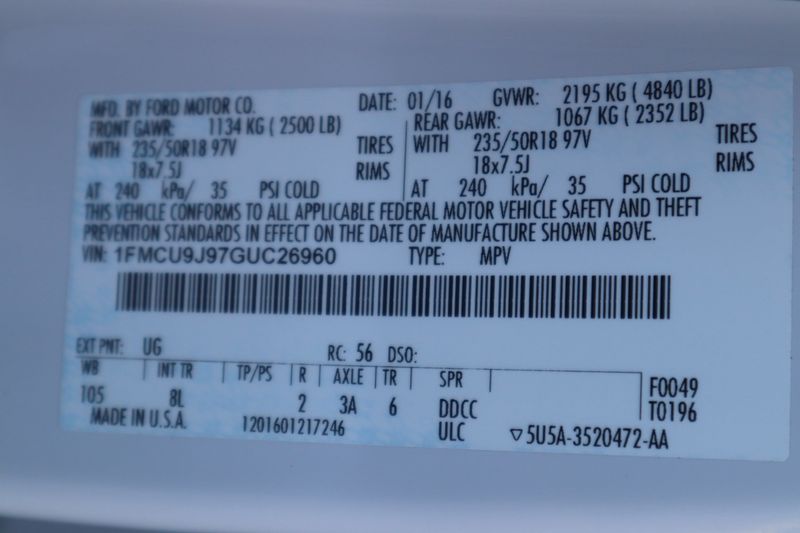 MFD. BY FORD MOTOR CO. DATE: 01/16 GVWR: 2195 KG ( 4840 LB)
FRONT GAWR: 1134 KG ( 2500 LB) REAR GAWR: 1067 KG ( 2352 LB)
WITH 235/50R18 97V TIRES WITH 235/50R18 97V TIRES
18x7.5J RIMS 18x7.5J RIMS
AT 240 kPa/ 35 PSI COLD AT 240 kPa/ 35 PSI COLD
THIS VEHICLE CONFORMS TO ALL APPLICABLE FEDERAL MOTOR VEHICLE SAFETY AND THEFT
PREVENTION STANDARDS IN EFFECT ON THE DATE OF MANUFACTURE SHOWN ABOVE.
VIN: 1FMCU9J97GUC26960 TYPE: MPV
EXT PNT: UG RC: 56 DSO:
WB INT TR TP/PS R AXLE TR SPR F0049
105 8L 2 3A 6 DDCC T0196
MADE IN U.S.A. 1201601217246 ULC ▽5U5A-3520472-AA